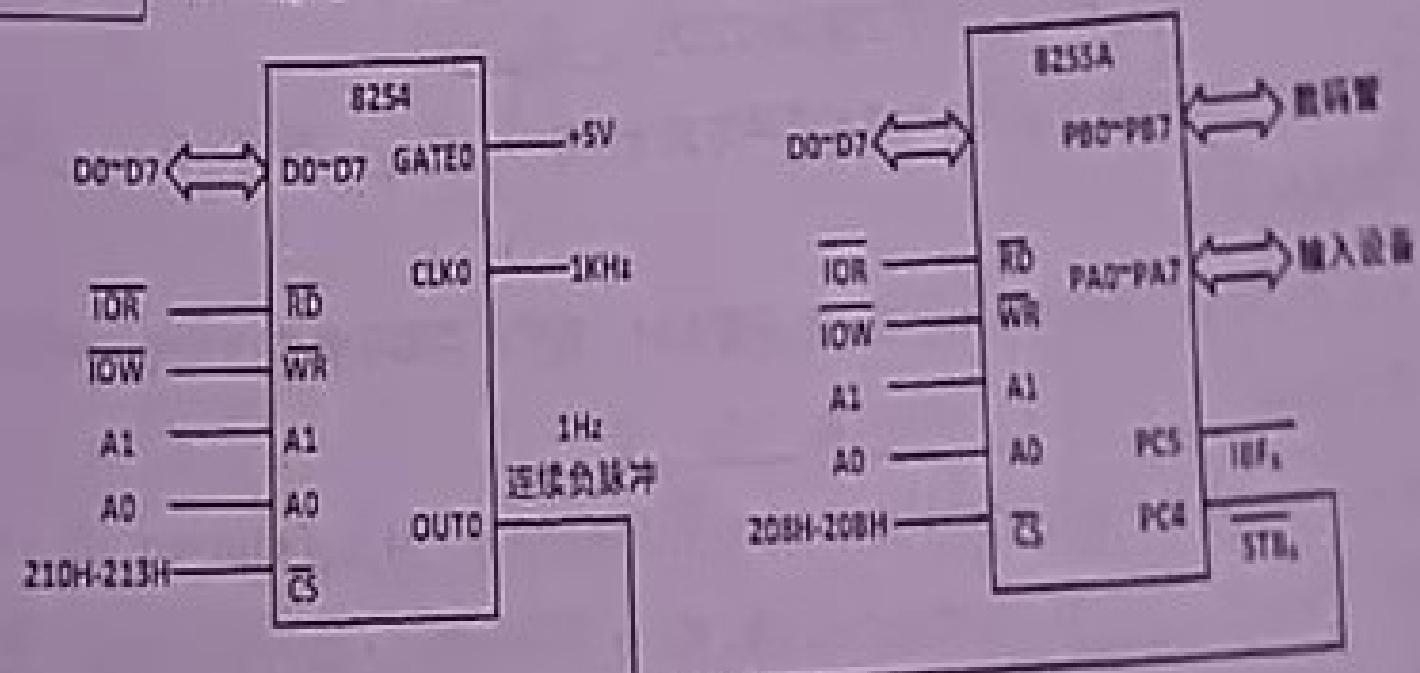 8254
D0~D7
D0~D7
GATE0
+5V
CLK0
1KHz
IOR
RD
IOW
WR
A1
A1
1Hz
连续负脉冲
A0
A0
OUT0
210H-213H
CS
8255A
数码管
D0~D7
PB0~PB7
IOR
RD
PA0~PA7
输入设备
IOW
WR
A1
A1
A0
A0
PC5
208H-20BH
CS
PC4